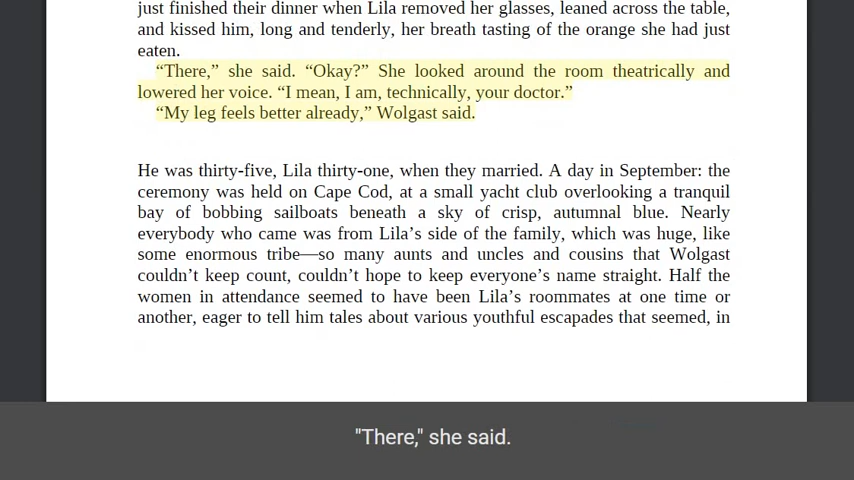 just finished their dinner when Lila removed her glasses, leaned across the table,
and kissed him, long and tenderly, her breath tasting of the orange she had just
eaten.
“There,” she said. “Okay?” She looked around the room theatrically and
lowered her voice. “I mean, I am, technically, your doctor.”
“My leg feels better already,” Wolgast said.
He was thirty-five, Lila thirty-one, when they married. A day in September: the
ceremony was held on Cape Cod, at a small yacht club overlooking a tranquil
bay of bobbing sailboats beneath a sky of crisp, autumnal blue. Nearly
everybody who came was from Lila’s side of the family, which was huge, like
some enormous tribe—so many aunts and uncles and cousins that Wolgast
couldn’t keep count, couldn’t hope to keep everyone’s name straight. Half the
women in attendance seemed to have been Lila’s roommates at one time or
another, eager to tell him tales about various youthful escapades that seemed, in
"There," she said.